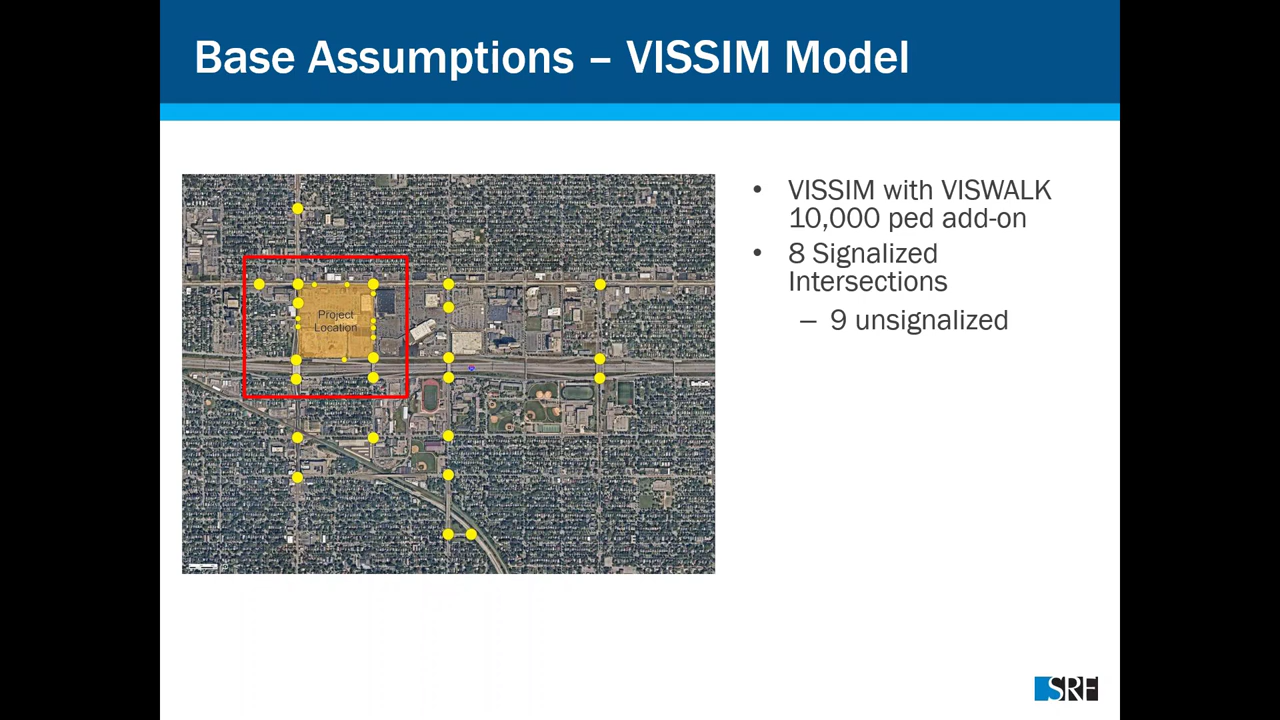 Base Assumptions – VISSIM Model
Project
Location
• VISSIM with VISWALK
10,000 ped add-on
• 8 Signalized
Intersections
– 9 unsignalized
SRF